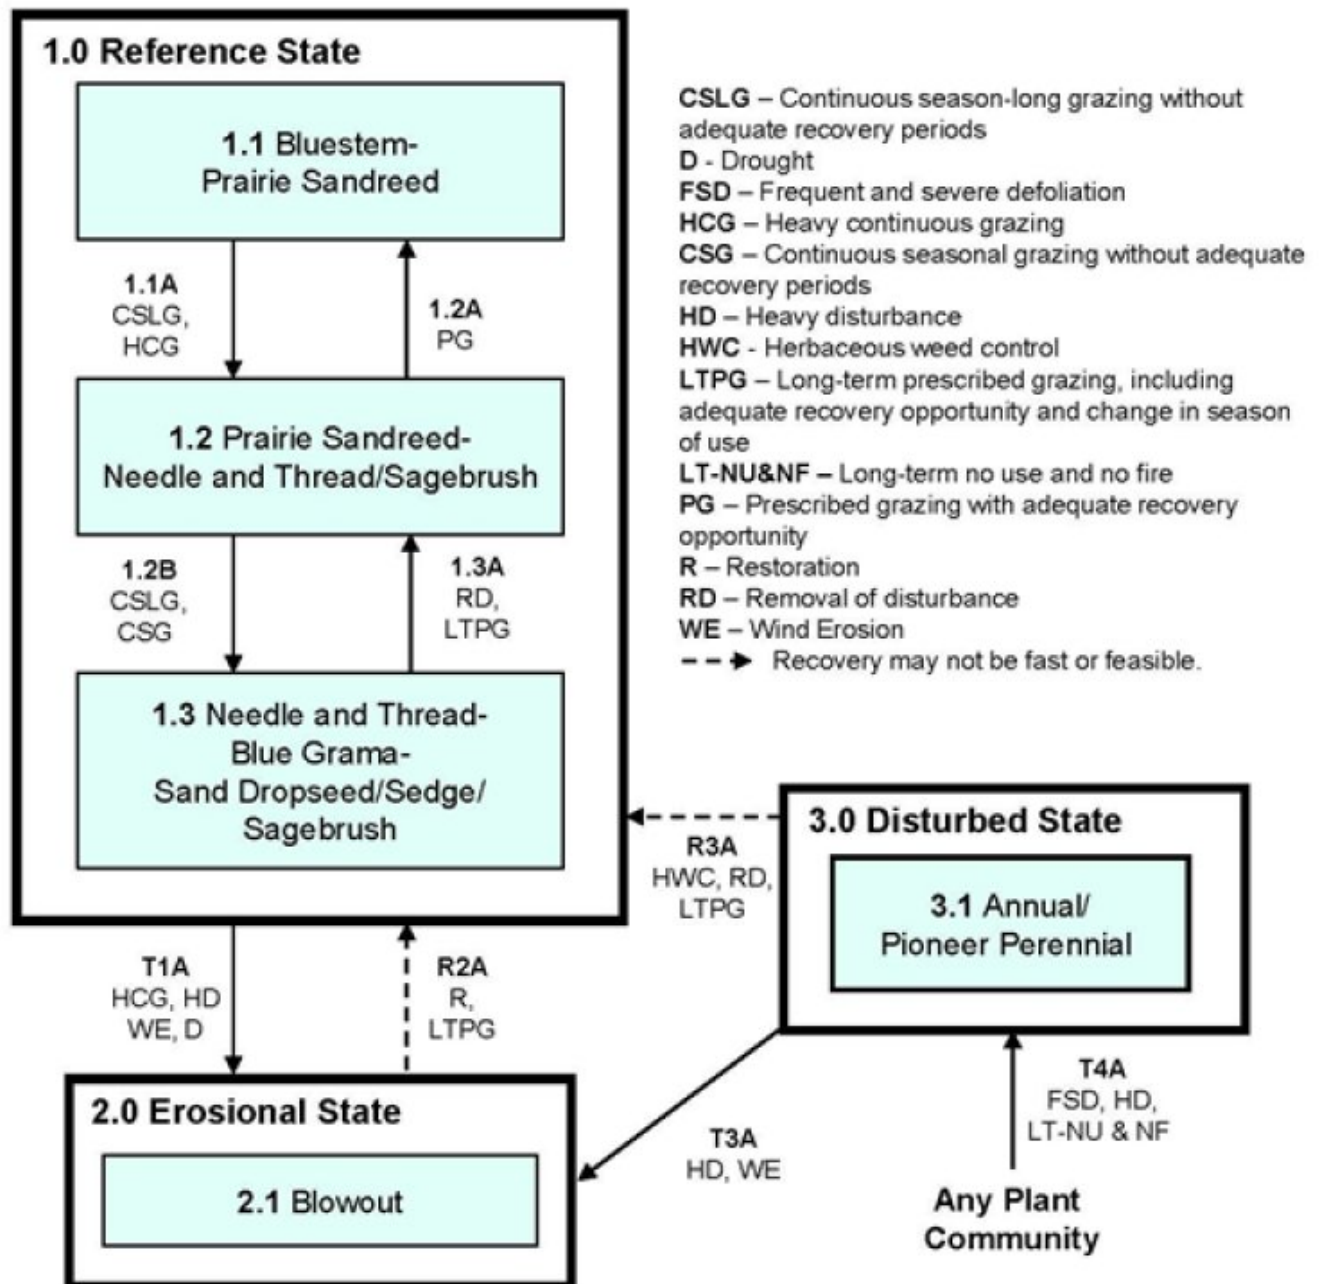 1.0 Reference State
1.1 Bluestem-
Prairie Sandreed
1.1A
CSLG,
HCG
1.2A
PG
1.2 Prairie Sandreed-
Needle and Thread/Sagebrush
1.2B
CSLG,
CSG
1.3A
RD,
LTPG
1.3 Needle and Thread-
Blue Grama-
Sand Dropseed/Sedge/
Sagebrush
CSLG – Continuous season-long grazing without
adequate recovery periods
D - Drought
FSD – Frequent and severe defoliation
HCG – Heavy continuous grazing
CSG – Continuous seasonal grazing without adequate
recovery periods
HD – Heavy disturbance
HWC - Herbaceous weed control
LTPG – Long-term prescribed grazing, including
adequate recovery opportunity and change in season
of use
LT-NU&NF – Long-term no use and no fire
PG – Prescribed grazing with adequate recovery
opportunity
R – Restoration
RD – Removal of disturbance
WE – Wind Erosion
Recovery may not be fast or feasible.
R3A
HWC, RD,
LTPG
3.0 Disturbed State
3.1 Annual/
Pioneer Perennial
T1A
HCG, HD
WE, D
R2A
R,
LTPG
2.0 Erosional State
2.1 Blowout
T3A
HD, WE
T4A
FSD, HD,
LT-NU & NF
Any Plant
Community